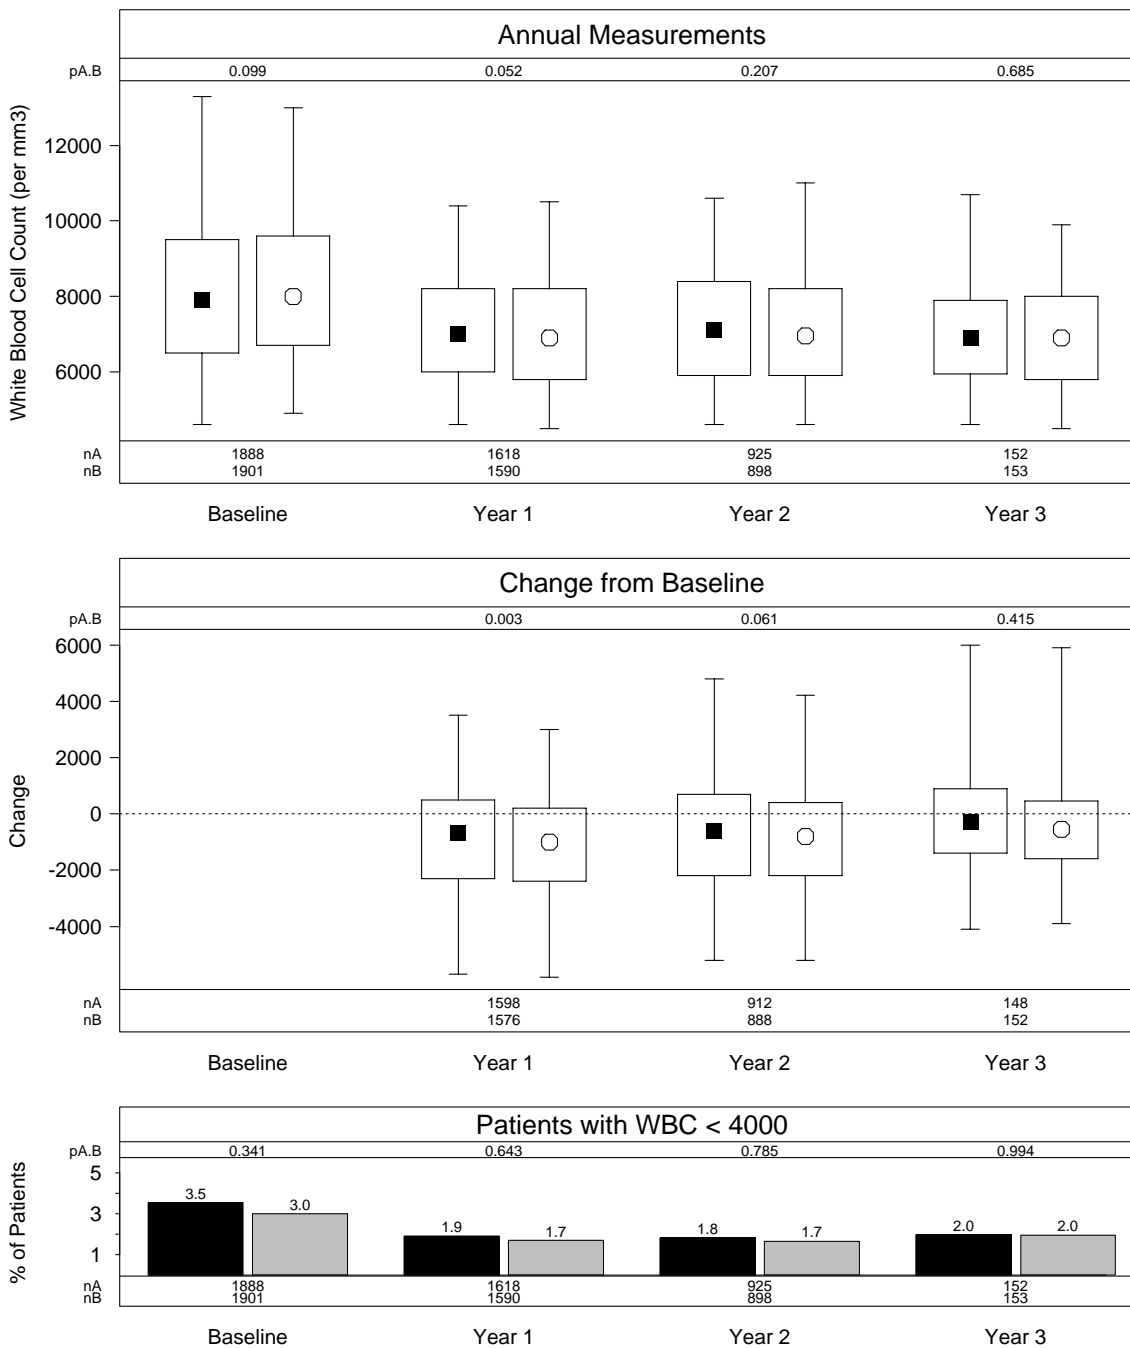 Annual Measurements
pA.B 0.099 0.052 0.207 0.685
White Blood Cell Count (per mm3)
12000
10000
8000
6000
nA 1888 1618 925 152
nB 1901 1590 898 153
Baseline Year 1 Year 2 Year 3
Change from Baseline
pA.B 0.003 0.061 0.415
Change
6000
4000
2000
0
-2000
-4000
nA 1598 912 148
nB 1576 888 152
Baseline Year 1 Year 2 Year 3
Patients with WBC < 4000
pA.B 0.341 0.643 0.785 0.994
% of Patients
5
3
1
3.5 3.0 1.9 1.7 1.8 1.7 2.0 2.0
nA 1888 1618 925 152
nB 1901 1590 898 153
Baseline Year 1 Year 2 Year 3